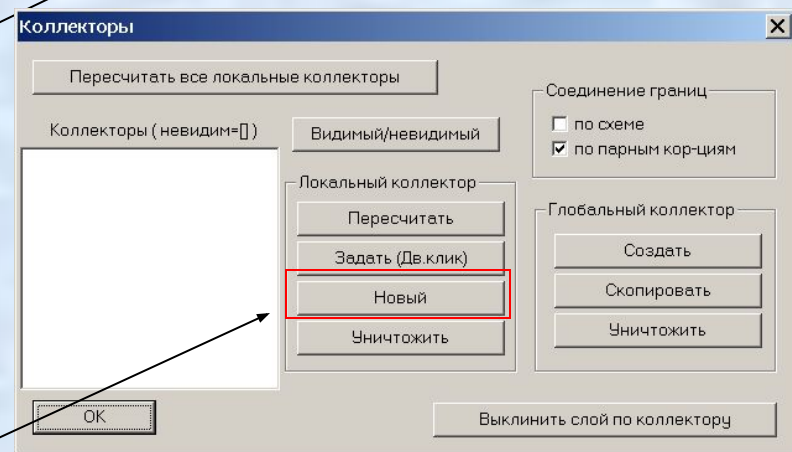 Коллекторы
Пересчитать все локальные коллекторы
Коллекторы ( невидим=[] )
Видимый/невидимый
Соединение границ
по схеме
по парным кор-циям
Локальный коллектор
Пересчитать
Задать (Дв.клик)
Новый
Уничтожить
Глобальный коллектор
Создать
Скопировать
Уничтожить
OK
Выклинить слой по коллектору